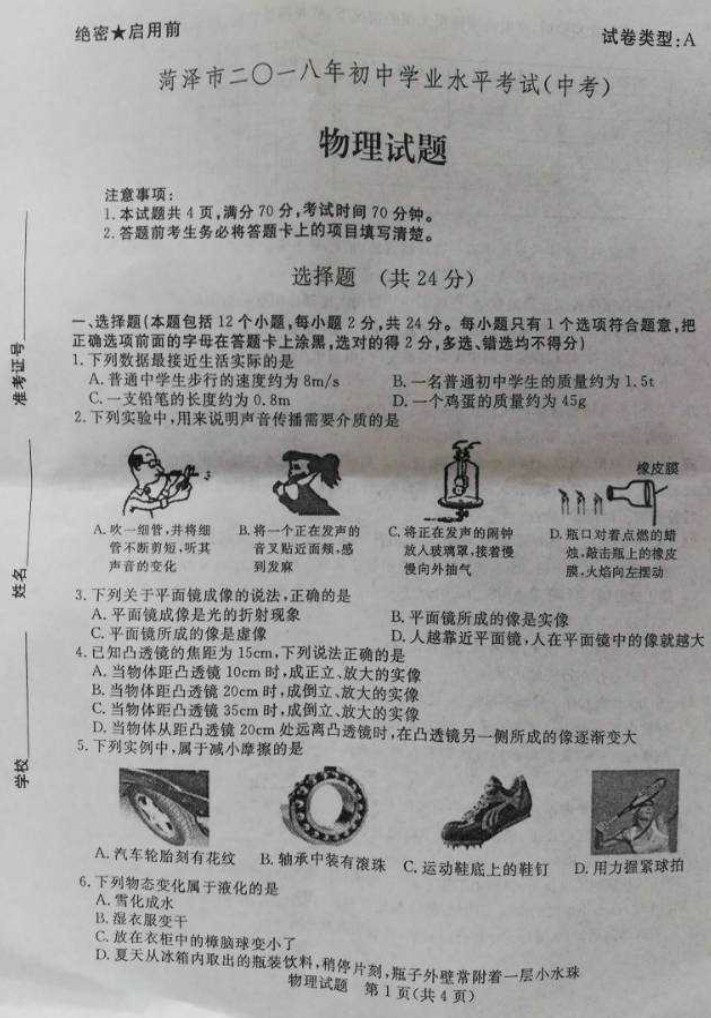 绝密★启用前
试卷类型:A
菏泽市二〇一八年初中学业水平考试(中考)
物理试题
注意事项:
1.本试题共4页,满分70分,考试时间70分钟。
2.答题前考生务必将答题卡上的项目填写清楚。
选择题 (共24分)
一、选择题(本题包括12个小题,每小题2分,共24分。每小题只有1个选项符合题意,把
正确选项前面的字母在答题卡上涂黑,选对的得2分,多选、错选均不得分)
1.下列数据最接近生活实际的是
A.普通中学生步行的速度约为8m/s B.一名普通初中学生的质量约为1.5t
C.一支铅笔的长度约为0.8m D.一个鸡蛋的质量约为45g
2.下列实验中,用来说明声音传播需要介质的是
橡皮膜
A.吹一细管,并将细
管不断剪短,听其
声音的变化
B.将一个正在发声的
音叉贴近面颊,感
到发麻
C.将正在发声的闹钟
放入玻璃罩,接着慢
慢向外抽气
D.瓶口对着点燃的蜡
烛,敲击瓶上的橡皮
膜,火焰向左摆动
3.下列关于平面镜成像的说法,正确的是
A.平面镜成像是光的折射现象 B.平面镜所成的像是实像
C.平面镜所成的像是虚像 D.人越靠近平面镜,人在平面镜中的像就越大
4.已知凸透镜的焦距为15cm,下列说法正确的是
A.当物体距凸透镜10cm时,成正立、放大的实像
B.当物体距凸透镜20cm时,成倒立、放大的实像
C.当物体距凸透镜35cm时,成倒立、放大的实像
D.当物体从距凸透镜20cm处远离凸透镜时,在凸透镜另一侧所成的像逐渐变大
5.下列实例中,属于减小摩擦的是
A.汽车轮胎刻有花纹 B.轴承中装有滚珠 C.运动鞋底上的鞋钉 D.用力握紧球拍
6.下列物态变化属于液化的是
A.雪化成水
B.湿衣服变干
C.放在衣柜中的樟脑球变小了
D.夏天从冰箱内取出的瓶装饮料,稍停片刻,瓶子外壁常附着一层小水珠
物理试题 第1页(共4页)
准考证号
姓名
学校